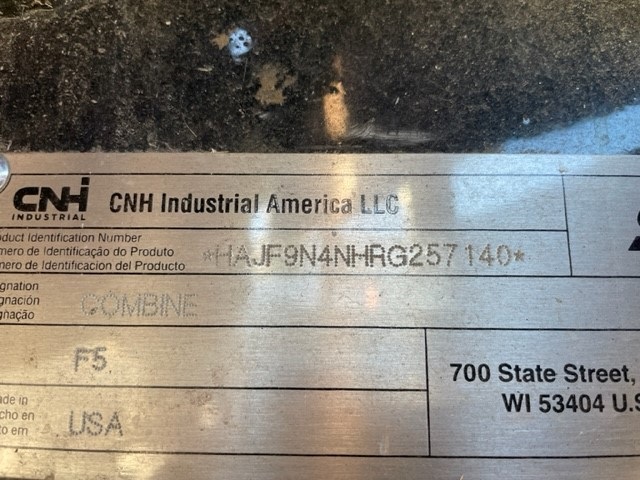 CNH
INDUSTRIAL
CNH Industrial America LLC
oduct Identification Number
mero de Identificação do Produto
mero de Identificacion del Producto
*HAJF9N4NHRG257140*
gnation
gnación
gnação
COMBINE
F5
ade in
cho en
to em
USA
700 State Street,
WI 53404 U.S